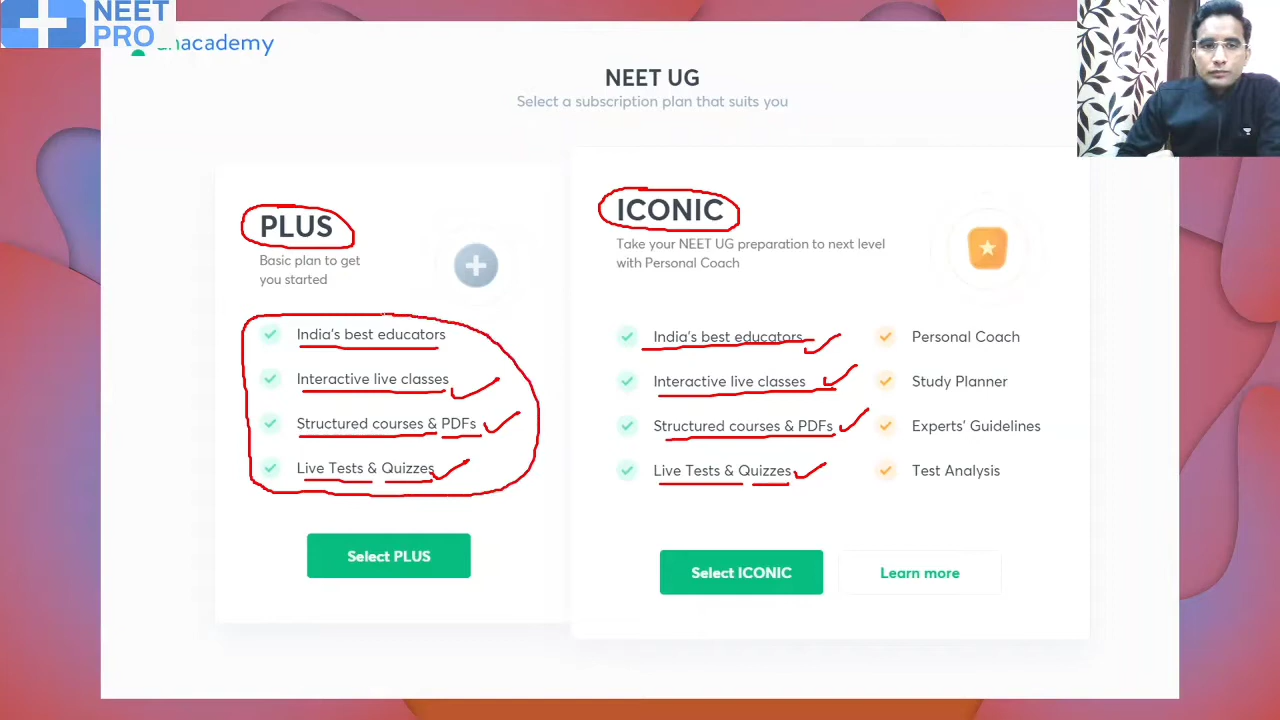 NEET
PRO
unacademy
NEET UG
Select a subscription plan that suits you
PLUS
Basic plan to get
you started
India's best educators
Interactive live classes
Structured courses & PDFs
Live Tests & Quizzes
Select PLUS
ICONIC
Take your NEET UG preparation to next level
with Personal Coach
India's best educators
Interactive live classes
Structured courses & PDFs
Live Tests & Quizzes
Personal Coach
Study Planner
Experts' Guidelines
Test Analysis
Select ICONIC
Learn more